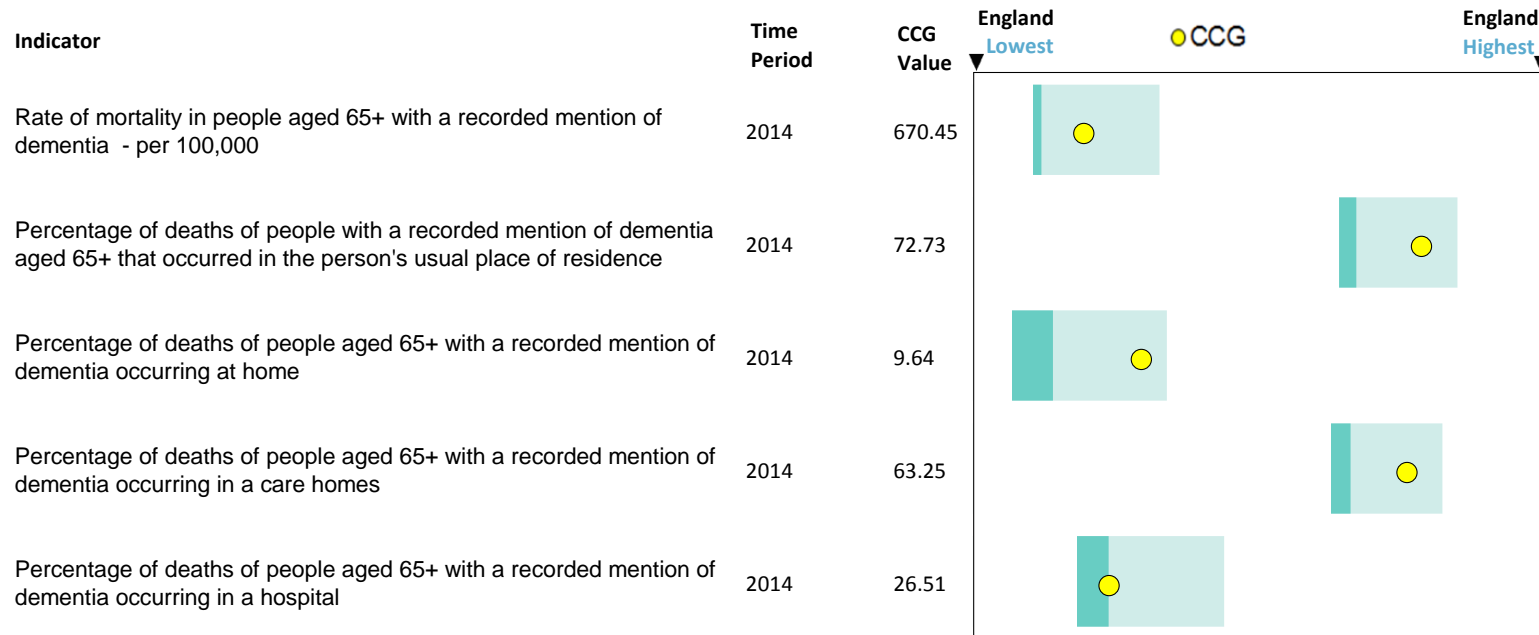 Indicator
Time Period
CCG Value
England Lowest
CCG
England Highest
Rate of mortality in people aged 65+ with a recorded mention of
dementia  - per 100,000
2014
670.45
Percentage of deaths of people with a recorded mention of dementia
aged 65+ that occurred in the person's usual place of residence
2014
72.73
Percentage of deaths of people aged 65+ with a recorded mention of
dementia occurring at home
2014
9.64
Percentage of deaths of people aged 65+ with a recorded mention of
dementia occurring in a care homes
2014
63.25
Percentage of deaths of people aged 65+ with a recorded mention of
dementia occurring in a hospital
2014
26.51